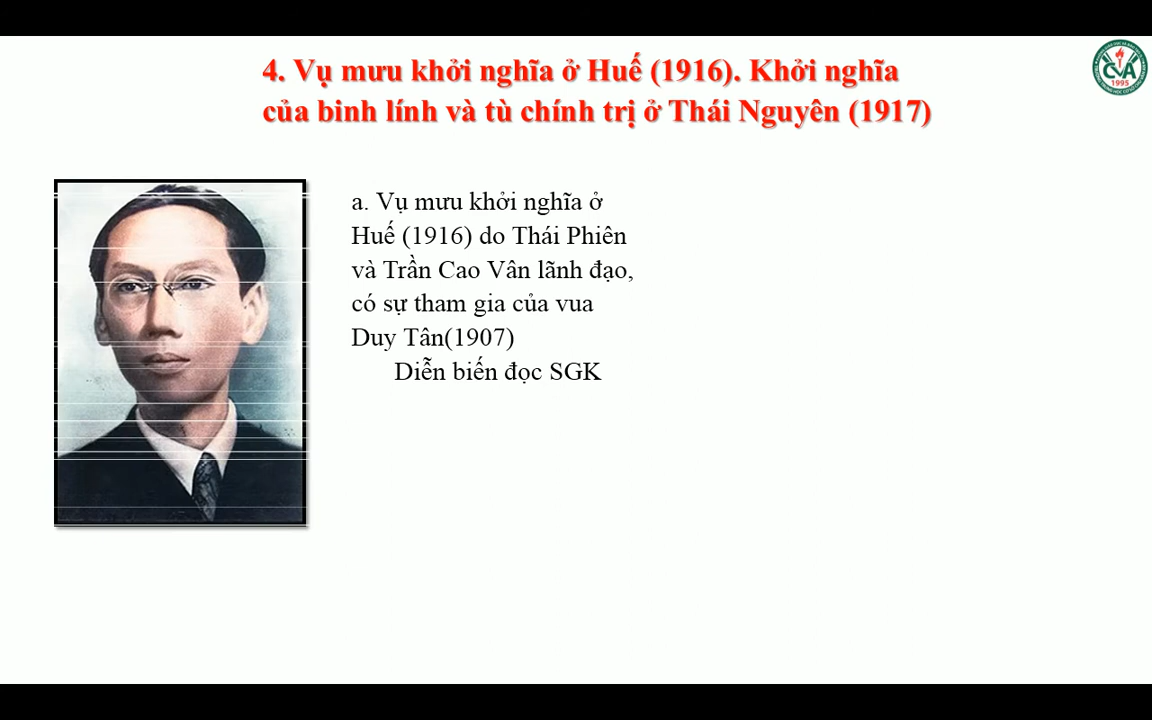 4. Vụ mưu khởi nghĩa ở Huế (1916). Khởi nghĩa
của binh lính và tù chính trị ở Thái Nguyên (1917)
CVA
1995
a. Vụ mưu khởi nghĩa ở
Huế (1916) do Thái Phiên
và Trần Cao Vân lãnh đạo,
có sự tham gia của vua
Duy Tân(1907)
Diễn biến đọc SGK